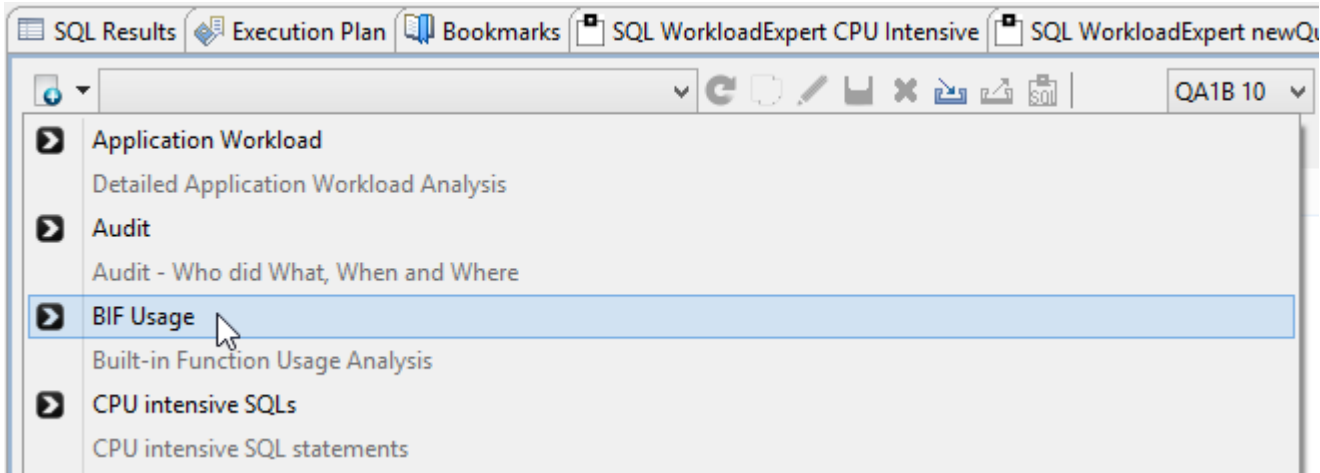 SQL Results Execution Plan Bookmarks SQL WorkloadExpert CPU Intensive SQL WorkloadExpert newQu
SQL QA1B 10
Application Workload
Detailed Application Workload Analysis
Audit
Audit - Who did What, When and Where
BIF Usage
Built-in Function Usage Analysis
CPU intensive SQLs
CPU intensive SQL statements